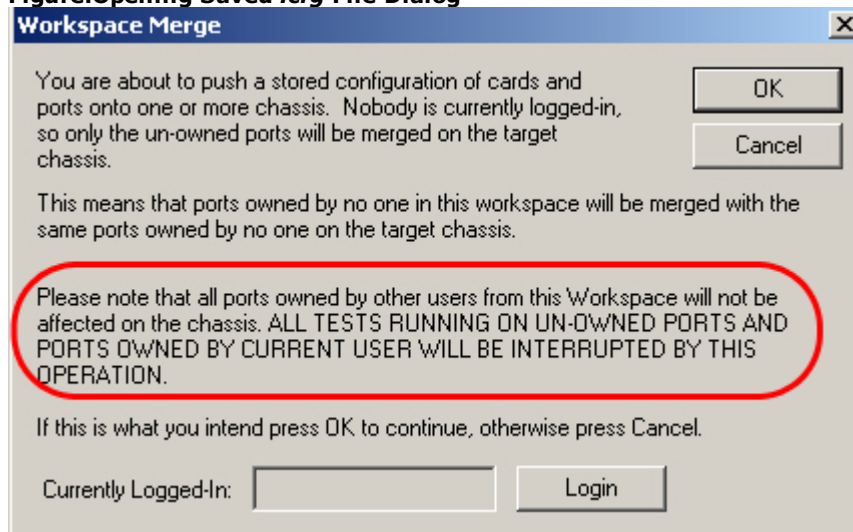 Figure:Opening Saved .cfg File Dialog
Workspace Merge
You are about to push a stored configuration of cards and
ports onto one or more chassis. Nobody is currently logged-in,
so only the un-owned ports will be merged on the target
chassis.
OK
Cancel
This means that ports owned by no one in this workspace will be merged with the
same ports owned by no one on the target chassis.
Please note that all ports owned by other users from this Workspace will not be
affected on the chassis. ALL TESTS RUNNING ON UN-OWNED PORTS AND
PORTS OWNED BY CURRENT USER WILL BE INTERRUPTED BY THIS
OPERATION.
If this is what you intend press OK to continue, otherwise press Cancel.
Currently Logged-In:
Login